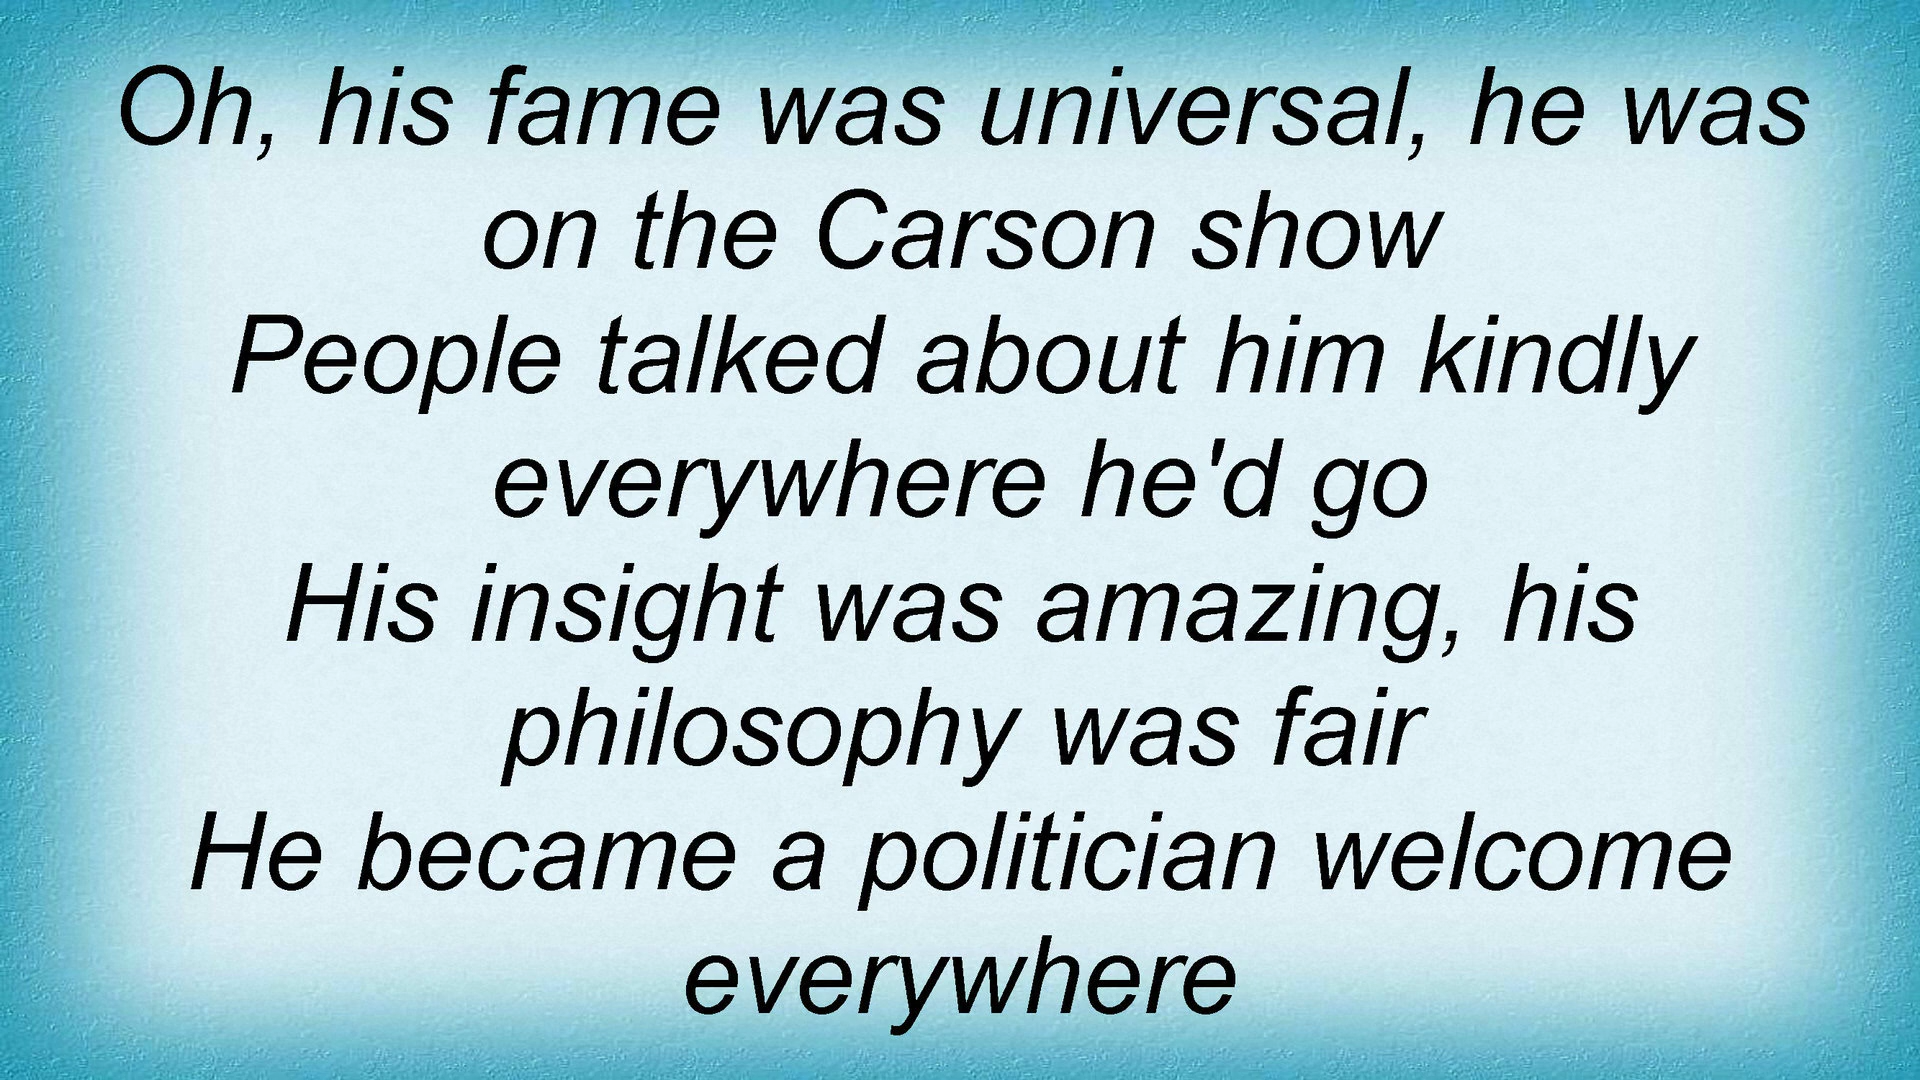 Oh, his fame was universal, he was
on the Carson show
People talked about him kindly
everywhere he'd go
His insight was amazing, his
philosophy was fair
He became a politician welcome
everywhere